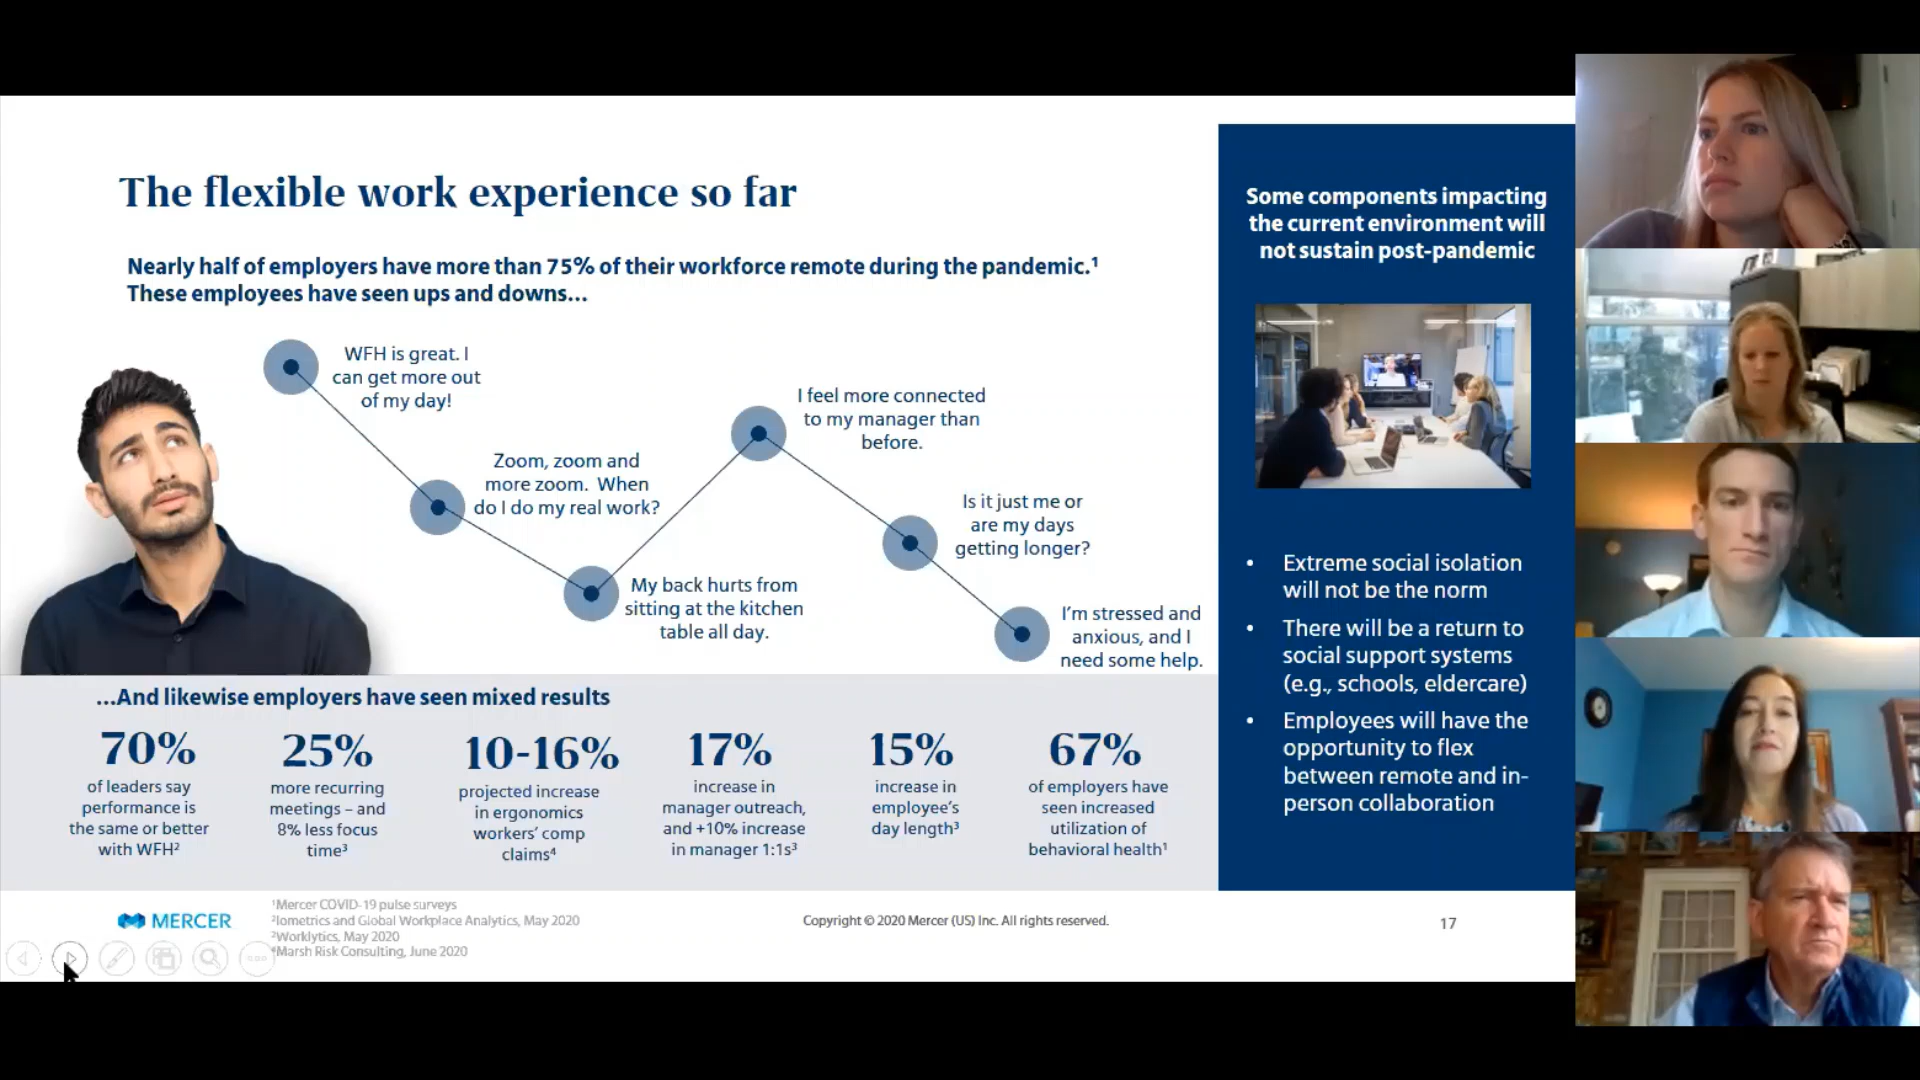 The flexible work experience so far
Nearly half of employers have more than 75% of their workforce remote during the pandemic.¹
These employees have seen ups and downs...
WFH is great. I
can get more out
of my day!
Zoom, zoom and
more zoom. When
do I do my real work?
My back hurts from
sitting at the kitchen
table all day.
I feel more connected
to my manager than
before.
Is it just me or
are my days
getting longer?
I'm stressed and
anxious, and I
need some help.
...And likewise employers have seen mixed results
70%
of leaders say
performance is
the same or better
with WFH²
25%
more recurring
meetings – and
8% less focus
time³
10-16%
projected increase
in ergonomics
workers' comp
claims⁴
17%
increase in
manager outreach,
and +10% increase
in manager 1:1s³
15%
increase in
employee's
day length³
67%
of employers have
seen increased
utilization of
behavioral health¹
Some components impacting
the current environment will
not sustain post-pandemic
• Extreme social isolation
will not be the norm
• There will be a return to
social support systems
(e.g., schools, eldercare)
• Employees will have the
opportunity to flex
between remote and in-
person collaboration
MERCER
¹Mercer COVID-19 pulse surveys
²Iometrics and Global Workplace Analytics, May 2020
³Worklytics, May 2020
⁴Marsh Risk Consulting, June 2020
Copyright © 2020 Mercer (US) Inc. All rights reserved.
17